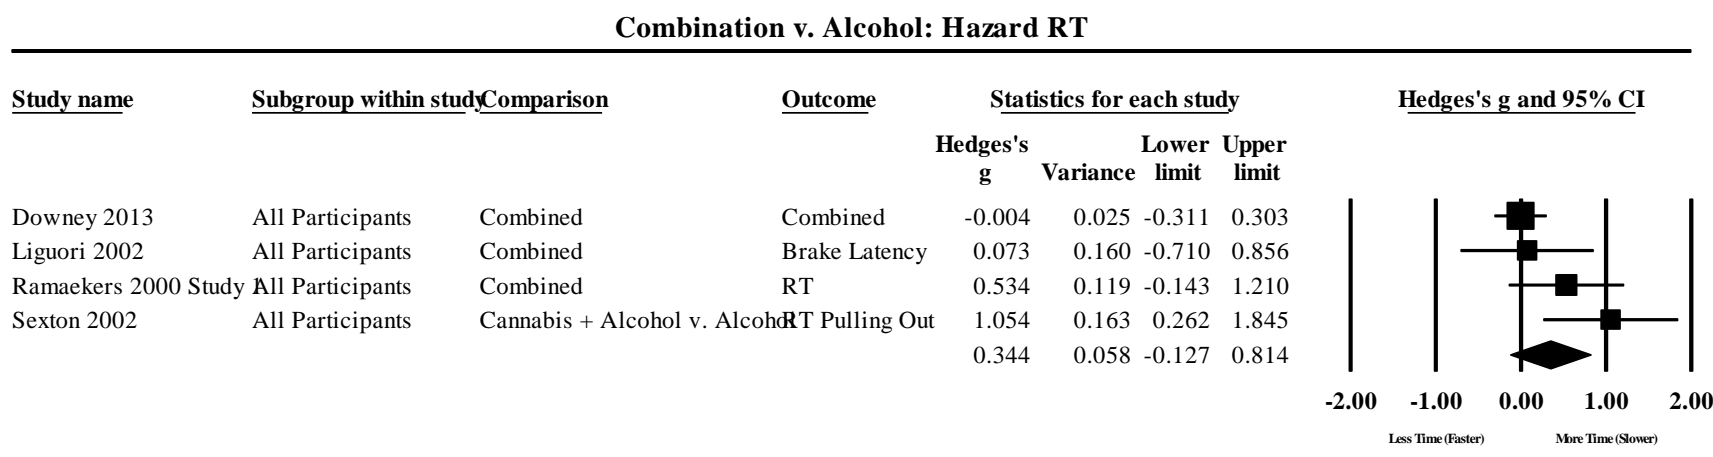 Combination v. Alcohol: Hazard RT
Study name Subgroup within study Comparison Outcome Statistics for each study Hedges's g and 95% CI
Hedges's Lower Upper
g Variance limit limit
Downey 2013 All Participants Combined Combined -0.004 0.025 -0.311 0.303
Liguori 2002 All Participants Combined Brake Latency 0.073 0.160 -0.710 0.856
Ramaekers 2000 Study 1 All Participants Combined RT 0.534 0.119 -0.143 1.210
Sexton 2002 All Participants Cannabis + Alcohol v. Alcohol RT Pulling Out 1.054 0.163 0.262 1.845
0.344 0.058 -0.127 0.814
-2.00 -1.00 0.00 1.00 2.00
Less Time (Faster) More Time (Slower)